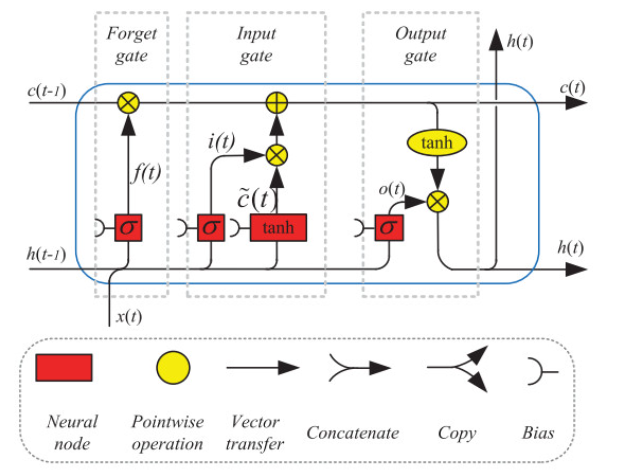 Forget
gate
Input
gate
Output
gate
h(t)
c(t-1)
c(t)
i(t)
tanh
f(t)
c̃(t)
o(t)
σ
σ
tanh
σ
h(t-1)
h(t)
x(t)
Neural
node
Pointwise
operation
Vector
transfer
Concatenate
Copy
Bias